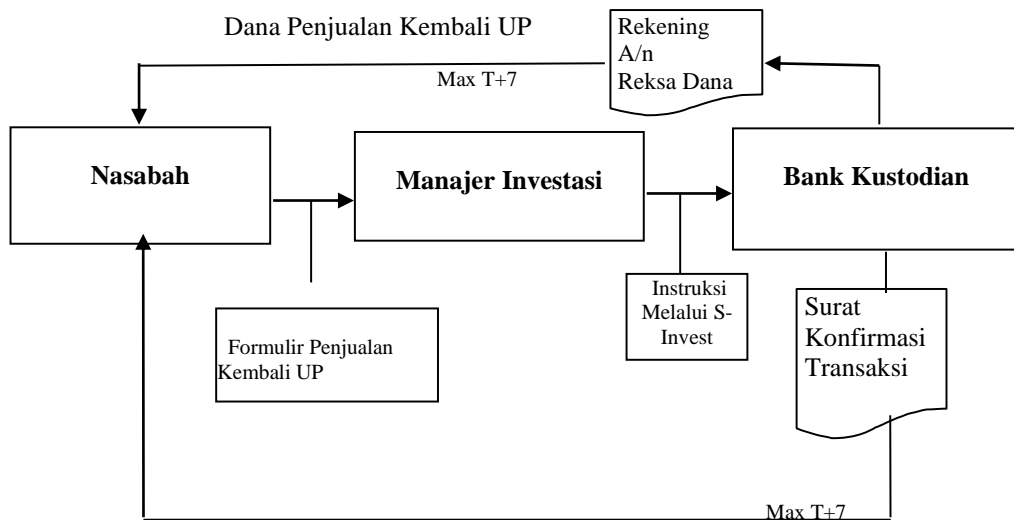 Dana Penjualan Kembali UP
Rekening
A/n
Reksa Dana
Max T+7
Nasabah
Manajer Investasi
Bank Kustodian
Formulir Penjualan
Kembali UP
Instruksi
Melalui S-
Invest
Surat
Konfirmasi
Transaksi
Max T+7